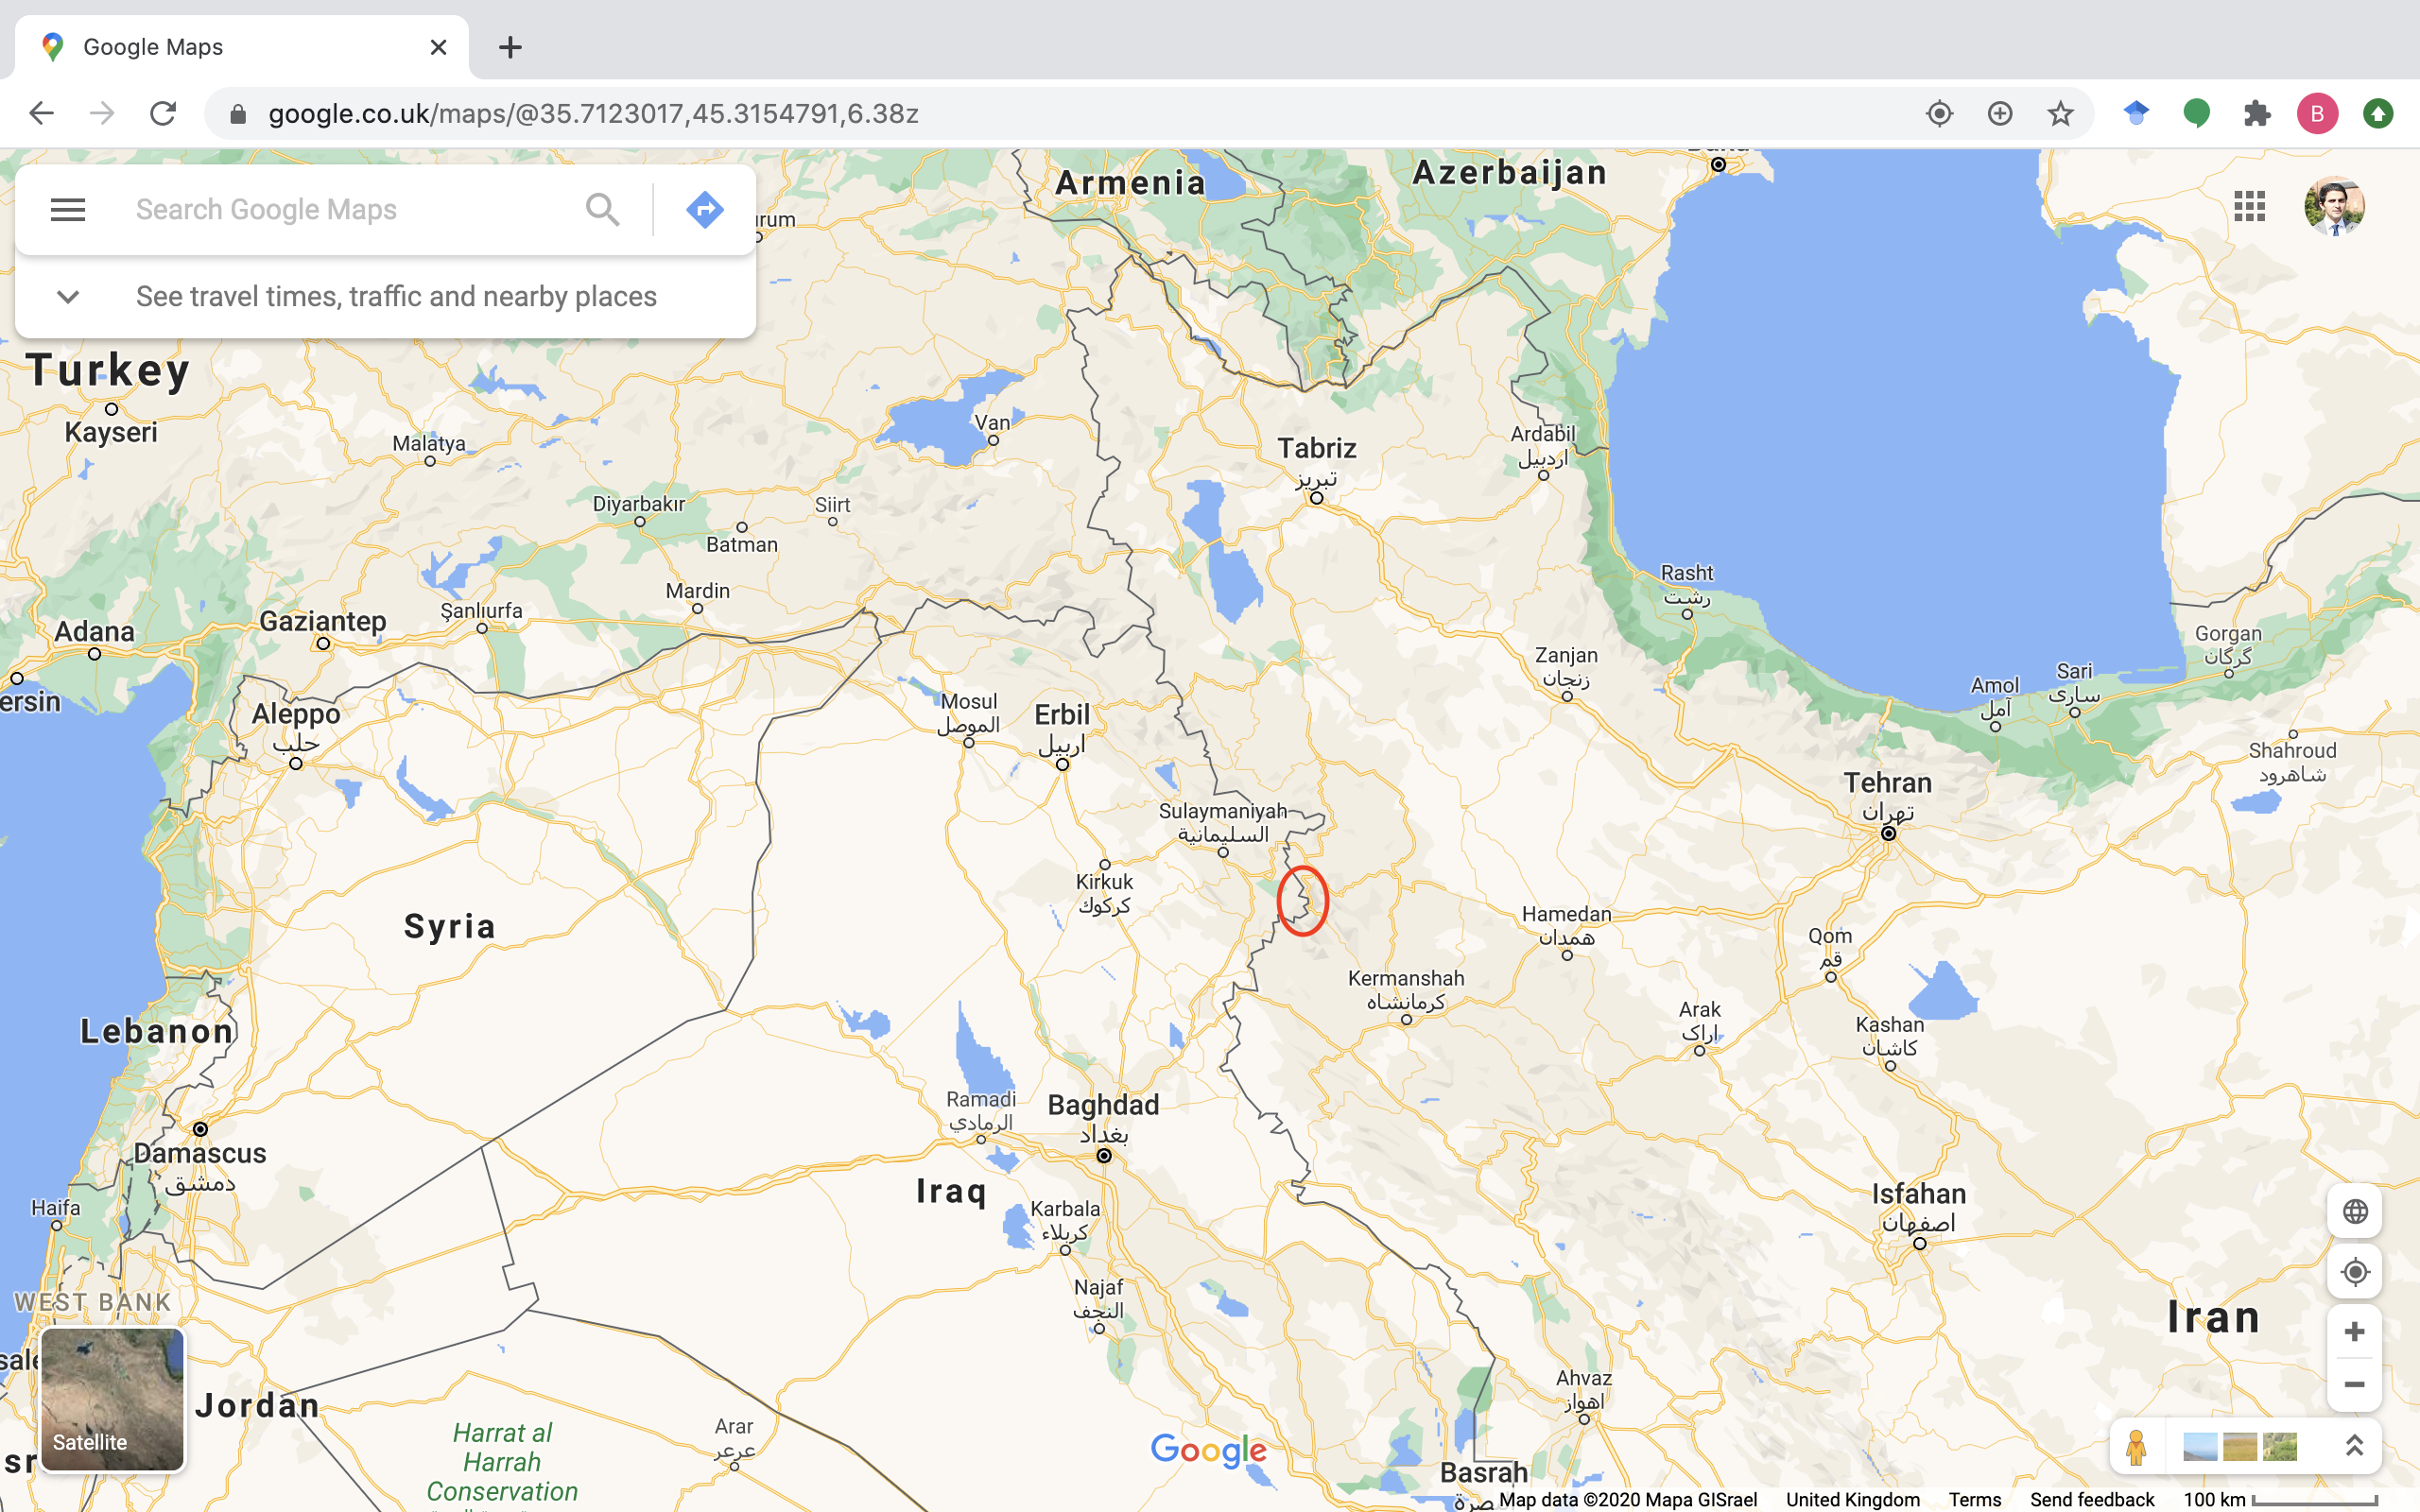 Google Maps
google.co.uk/maps/@35.7123017,45.3154791,6.38z
B
Search Google Maps
See travel times, traffic and nearby places
Armenia
Azerbaijan
Turkey
Kayseri
Malatya
Van
Tabriz
تبریز
Ardabil
اردبیل
Diyarbakır
Siirt
Batman
Mardin
Rasht
رشت
Şanlıurfa
Gaziantep
Adana
Gorgan
گرگان
Zanjan
زنجان
Sari
ساری
Amol
آمل
Mosul
الموصل
Erbil
اربيل
Aleppo
حلب
Shahroud
شاهرود
Tehran
تهران
Sulaymaniyah
السليمانية
Kirkuk
كركوك
Syria
Hamedan
همدان
Qom
قم
Kermanshah
کرمانشاه
Arak
اراک
Kashan
کاشان
Lebanon
Ramadi
الرمادي
Baghdad
بغداد
Damascus
دمشق
Iraq
Isfahan
اصفهان
Haifa
Karbala
كربلاء
Najaf
النجف
WEST BANK
Iran
Ahvaz
اهواز
Jordan
Satellite
Harrat al
Harrah
Conservation
Arar
عرعر
Google
Basrah
Map data ©2020 Mapa GISrael
United Kingdom
Terms
Send feedback
100 km